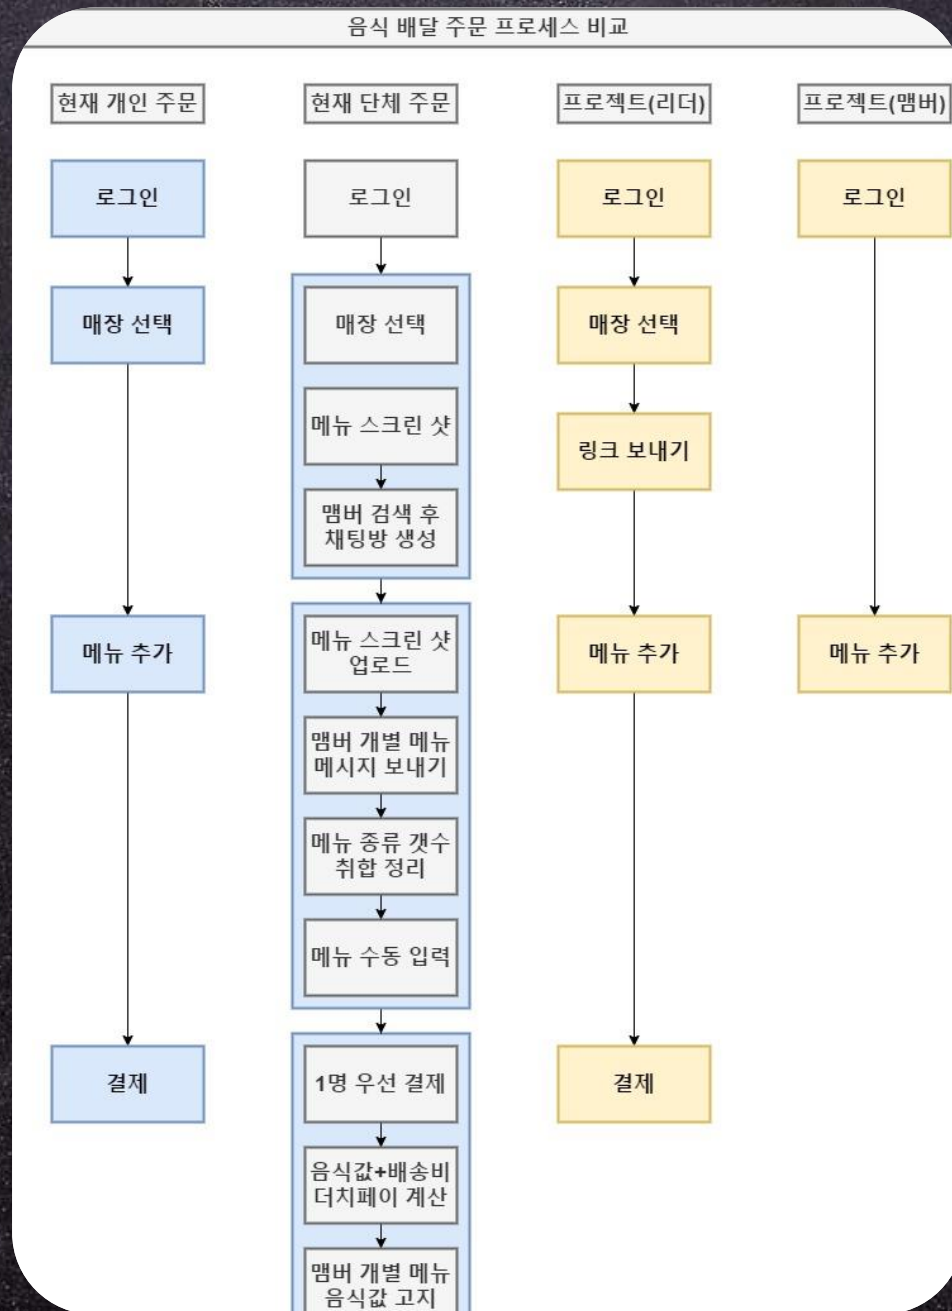 음식 배달 주문 프로세스 비교
현재 개인 주문
현재 단체 주문
프로젝트(리더)
프로젝트(맴버)
로그인
로그인
로그인
로그인
매장 선택
매장 선택
매장 선택
메뉴 스크린 샷
링크 보내기
맴버 검색 후
채팅방 생성
메뉴 추가
메뉴 스크린 샷
업로드
메뉴 추가
메뉴 추가
맴버 개별 메뉴
메시지 보내기
메뉴 종류 갯수
취합 정리
메뉴 수동 입력
결제
1명 우선 결제
결제
음식값+배송비
더치페이 계산
맴버 개별 메뉴
음식값 고지